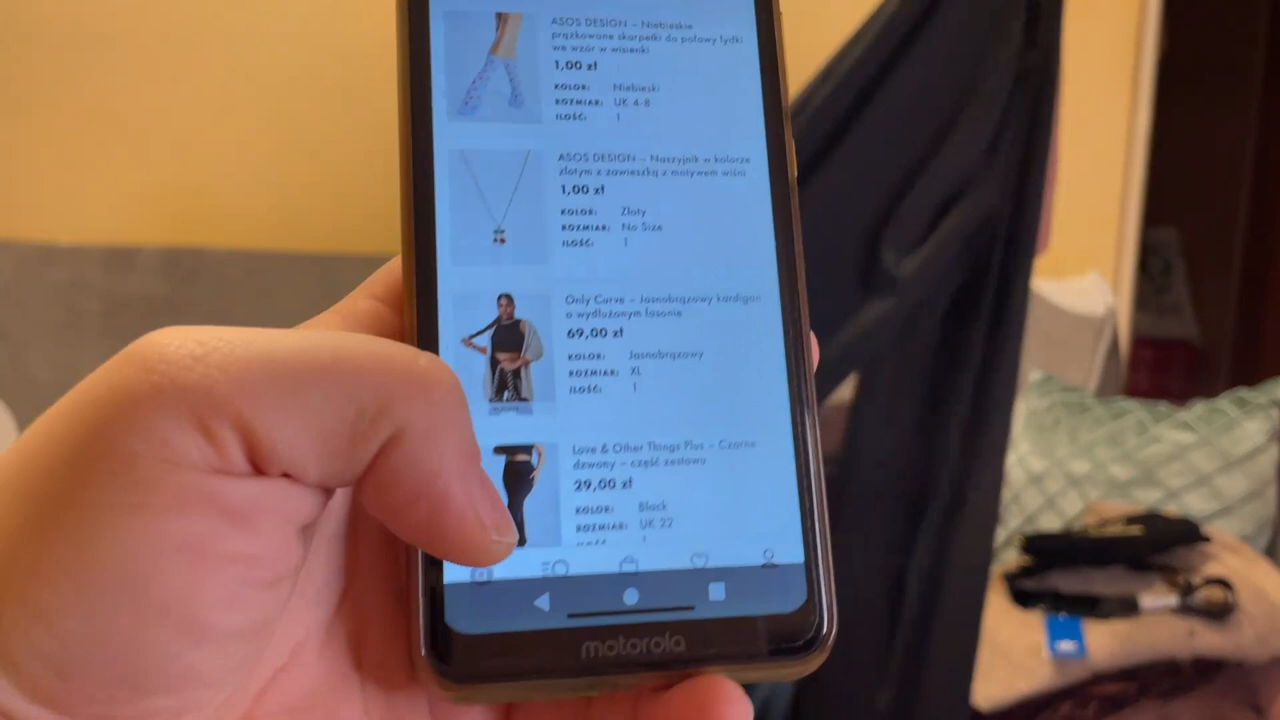 ASOS DESIGN – Niebieskie
prążkowane skarpetki do połowy łydki
we wzór w wisienki
1,00 zł
KOLOR: Niebieski
ROZMIAR: UK 4-8
ILOŚĆ: 1
ASOS DESIGN – Naszyjnik w kolorze
złotym z zawieszką z motywem wiśni
1,00 zł
KOLOR: Złoty
ROZMIAR: No Size
ILOŚĆ: 1
Only Curve – Jasnobrązowy kardigan
o wydłużonym fasonie
69,00 zł
KOLOR: Jasnobrązowy
ROZMIAR: XL
ILOŚĆ: 1
Love & Other Things Plus – Czarne
dzwony – część zestawu
29,00 zł
KOLOR: Black
ROZMIAR: UK 22
motorola